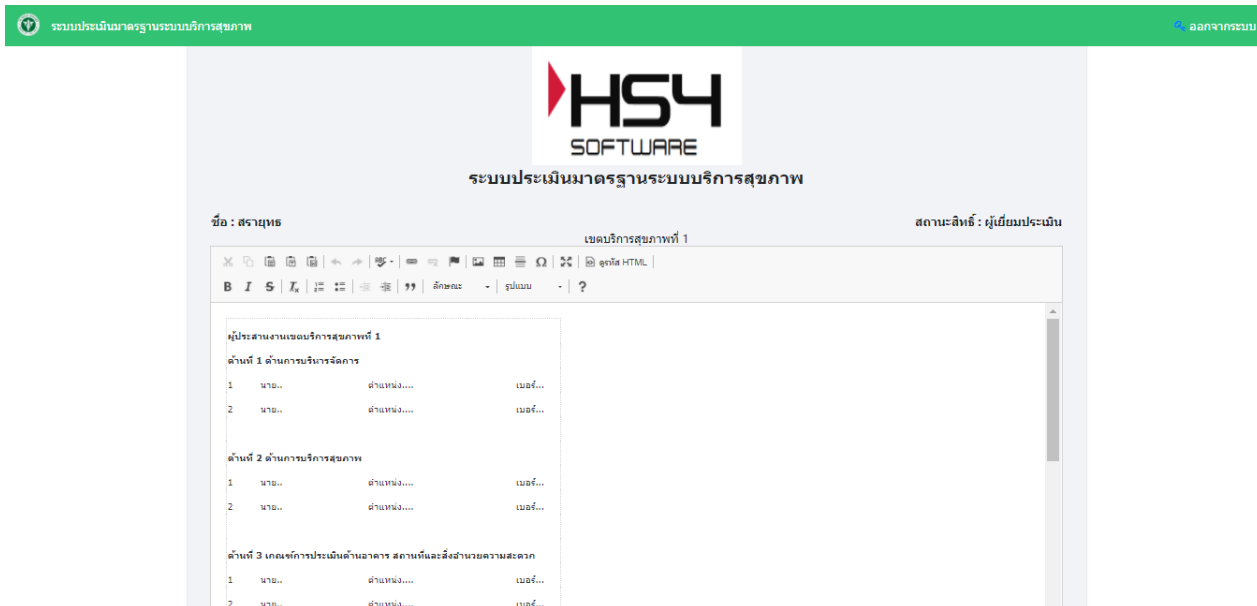 ระบบประเมินมาตรฐานระบบบริการสุขภาพ
ออกจากระบบ
HS4
SOFTWARE
ระบบประเมินมาตรฐานระบบบริการสุขภาพ
ชื่อ : สรายุทธ
สถานะสิทธิ์ : ผู้เยี่ยมประเมิน
เขตบริการสุขภาพที่ 1
ดูรหัส HTML
B I S Tx ลักษณะ รูปแบบ ?
ผู้ประสานงานเขตบริการสุขภาพที่ 1
ด้านที่ 1 ด้านการบริหารจัดการ
1 นาย.. ตำแหน่ง.... เบอร์...
2 นาย.. ตำแหน่ง.... เบอร์...
ด้านที่ 2 ด้านการบริการสุขภาพ
1 นาย.. ตำแหน่ง.... เบอร์...
2 นาย.. ตำแหน่ง.... เบอร์...
ด้านที่ 3 เกณฑ์การประเมินด้านอาคาร สถานที่และสิ่งอำนวยความสะดวก
1 นาย.. ตำแหน่ง.... เบอร์...
2 นาย.. ตำแหน่ง.... เบอร์...